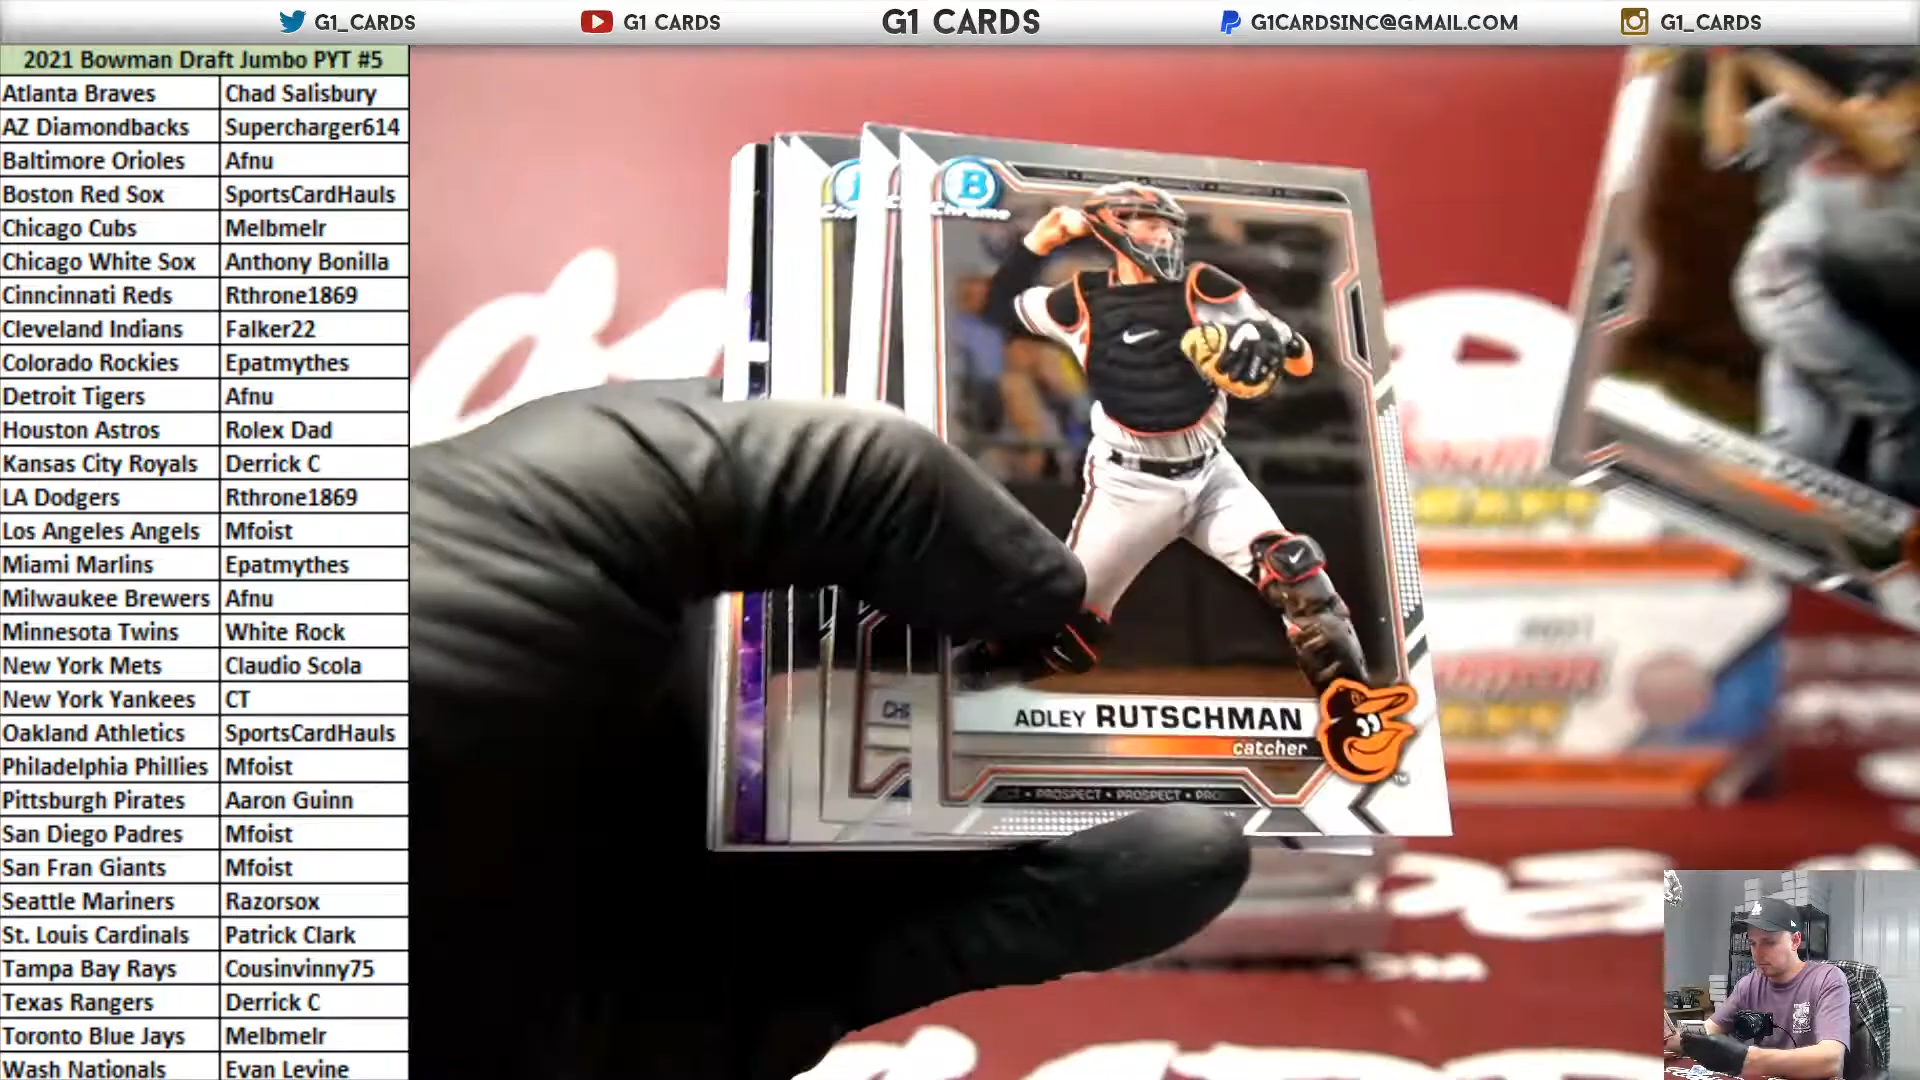 G1_CARDS G1 CARDS G1 CARDS G1CARDSINC@GMAIL.COM G1_CARDS
2021 Bowman Draft Jumbo PYT #5
Atlanta Braves Chad Salisbury
AZ Diamondbacks Supercharger614
Baltimore Orioles Afnu
Boston Red Sox SportsCardHauls
Chicago Cubs Melbmelr
Chicago White Sox Anthony Bonilla
Cinncinnati Reds Rthrone1869
Cleveland Indians Falker22
Colorado Rockies Epatmythes
Detroit Tigers Afnu
Houston Astros Rolex Dad
Kansas City Royals Derrick C
LA Dodgers Rthrone1869
Los Angeles Angels Mfoist
Miami Marlins Epatmythes
Milwaukee Brewers Afnu
Minnesota Twins White Rock
New York Mets Claudio Scola
New York Yankees CT
Oakland Athletics SportsCardHauls
Philadelphia Phillies Mfoist
Pittsburgh Pirates Aaron Guinn
San Diego Padres Mfoist
San Fran Giants Mfoist
Seattle Mariners Razorsox
St. Louis Cardinals Patrick Clark
Tampa Bay Rays Cousinvinny75
Texas Rangers Derrick C
Toronto Blue Jays Melbmelr
Wash Nationals Evan Levine
B
Chrome
ADLEY RUTSCHMAN
catcher
PROSPECT • PROSPECT •